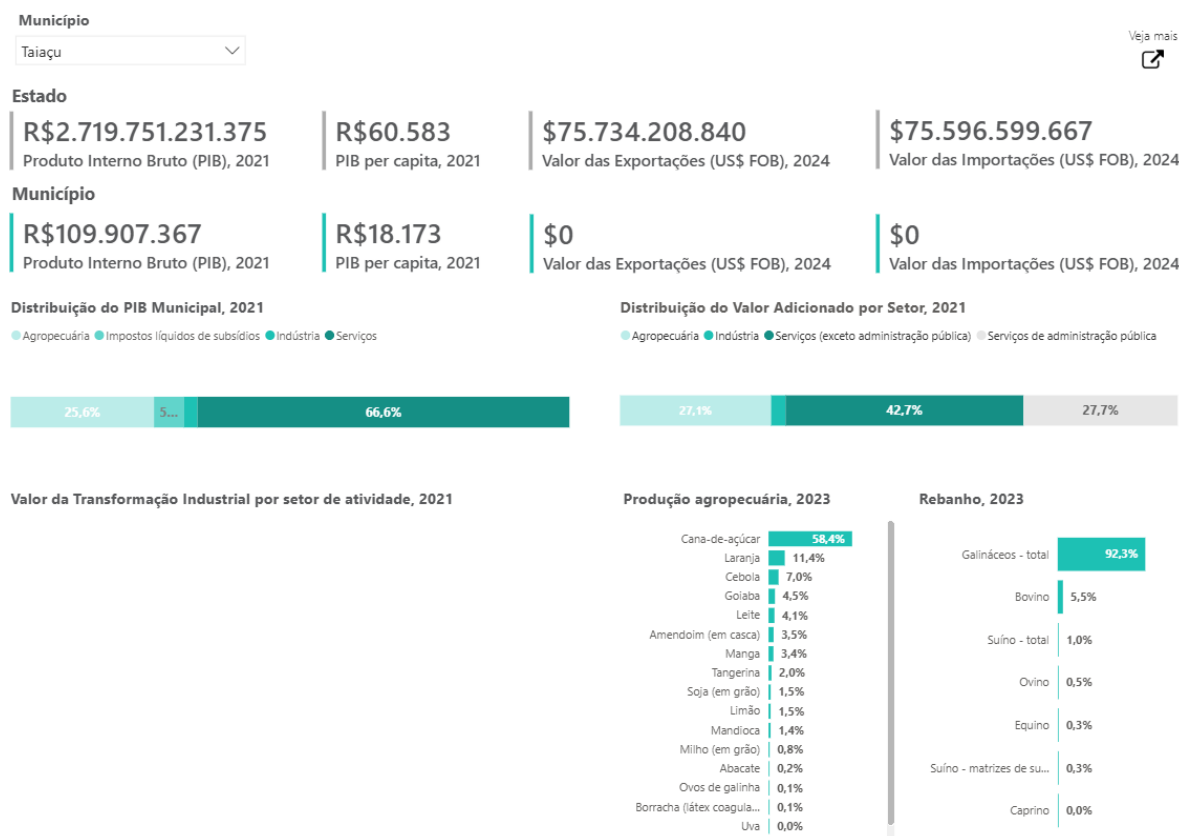 Município
Taiaçu
Veja mais
Estado
R$2.719.751.231.375
Produto Interno Bruto (PIB), 2021
R$60.583
PIB per capita, 2021
$75.734.208.840
Valor das Exportações (US$ FOB), 2024
$75.596.599.667
Valor das Importações (US$ FOB), 2024
Município
R$109.907.367
Produto Interno Bruto (PIB), 2021
R$18.173
PIB per capita, 2021
$0
Valor das Exportações (US$ FOB), 2024
$0
Valor das Importações (US$ FOB), 2024
Distribuição do PIB Municipal, 2021
Agropecuária Impostos líquidos de subsídios Indústria Serviços
25,6% 5... 66,6%
Distribuição do Valor Adicionado por Setor, 2021
Agropecuária Indústria Serviços (exceto administração pública) Serviços de administração pública
27,1% 42,7% 27,7%
Valor da Transformação Industrial por setor de atividade, 2021
Produção agropecuária, 2023
Cana-de-açúcar 58,4%
Laranja 11,4%
Cebola 7,0%
Goiaba 4,5%
Leite 4,1%
Amendoim (em casca) 3,5%
Manga 3,4%
Tangerina 2,0%
Soja (em grão) 1,5%
Limão 1,5%
Mandioca 1,4%
Milho (em grão) 0,8%
Abacate 0,2%
Ovos de galinha 0,1%
Borracha (látex coagula... 0,1%
Uva 0,0%
Rebanho, 2023
Galináceos - total 92,3%
Bovino 5,5%
Suíno - total 1,0%
Ovino 0,5%
Equino 0,3%
Suíno - matrizes de su... 0,3%
Caprino 0,0%